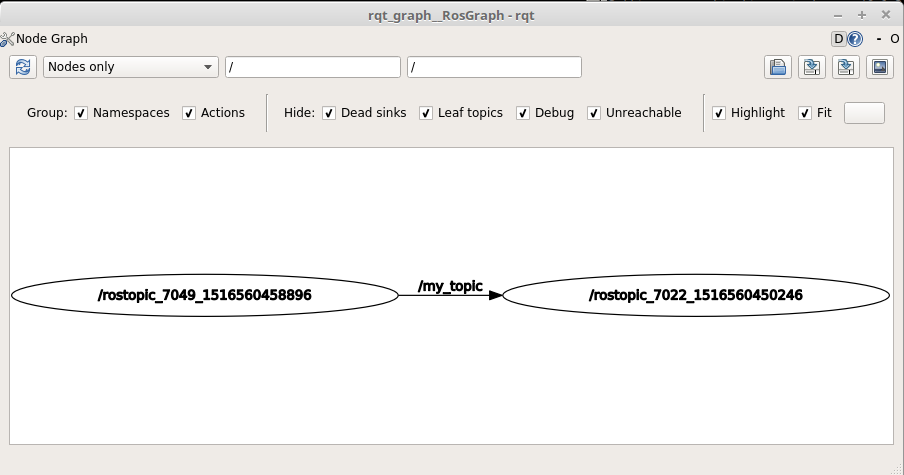 rqt_graph__RosGraph - rqt
Node Graph
D ? - O
Nodes only / /
Group: Namespaces Actions Hide: Dead sinks Leaf topics Debug Unreachable Highlight Fit
/my_topic
/rostopic_7049_1516560458896 /rostopic_7022_1516560450246